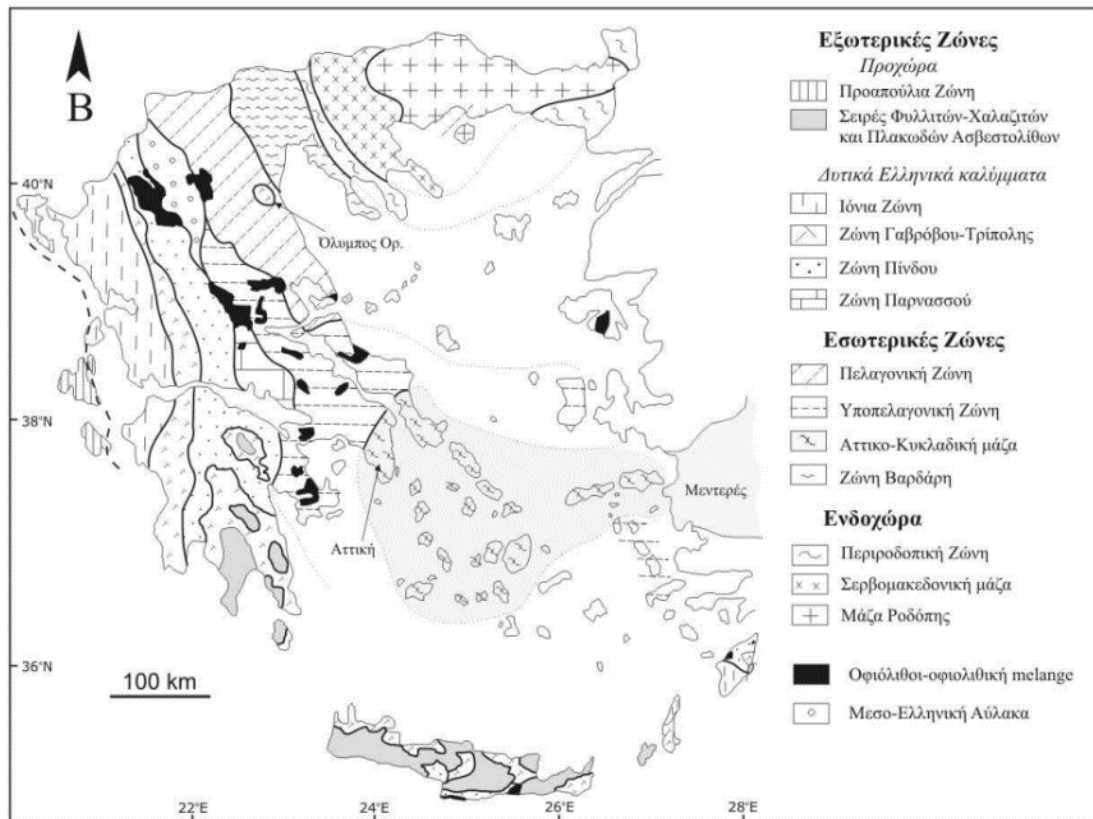 B
40°N
38°N
36°N
22°E
24°E
26°E
28°E
100 km
Όλυμπος Ορ.
Αττική
Μεντερές
Εξωτερικές Ζώνες
Προχώρα
Προαπούλια Ζώνη
Σειρές Φυλλιτών-Χαλαζιτών
και Πλακωδών Ασβεστολίθων
Δυτικά Ελληνικά καλύμματα
Ιόνια Ζώνη
Ζώνη Γαβρόβου-Τρίπολης
Ζώνη Πίνδου
Ζώνη Παρνασσού
Εσωτερικές Ζώνες
Πελαγονική Ζώνη
Υποπελαγονική Ζώνη
Αττικο-Κυκλαδική μάζα
Ζώνη Βαρδάρη
Ενδοχώρα
Περιροδοπική Ζώνη
Σερβομακεδονική μάζα
Μάζα Ροδόπης
Οφιόλιθοι-οφιολιθική melange
Μεσο-Ελληνική Αύλακα